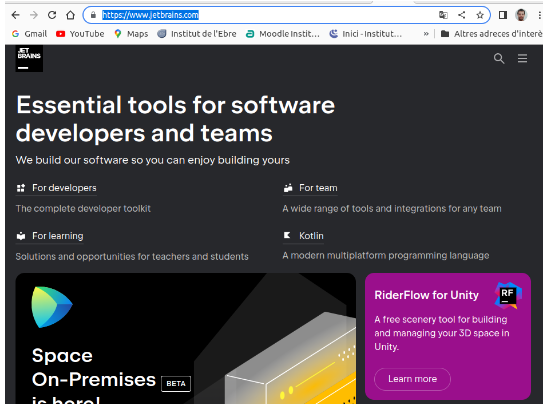 https://www.jetbrains.com
Gmail YouTube Maps Institut de l'Ebre Moodle Instit... Inici · Institut... » Altres adreces d'interè
JET
BRAINS
Essential tools for software
developers and teams
We build our software so you can enjoy building yours
For developers
The complete developer toolkit
For team
A wide range of tools and integrations for any team
For learning
Solutions and opportunities for teachers and students
Kotlin
A modern multiplatform programming language
Space
On-Premises BETA
is here!
RiderFlow for Unity
RF
A free scenery tool for building
and managing your 3D space in
Unity.
Learn more